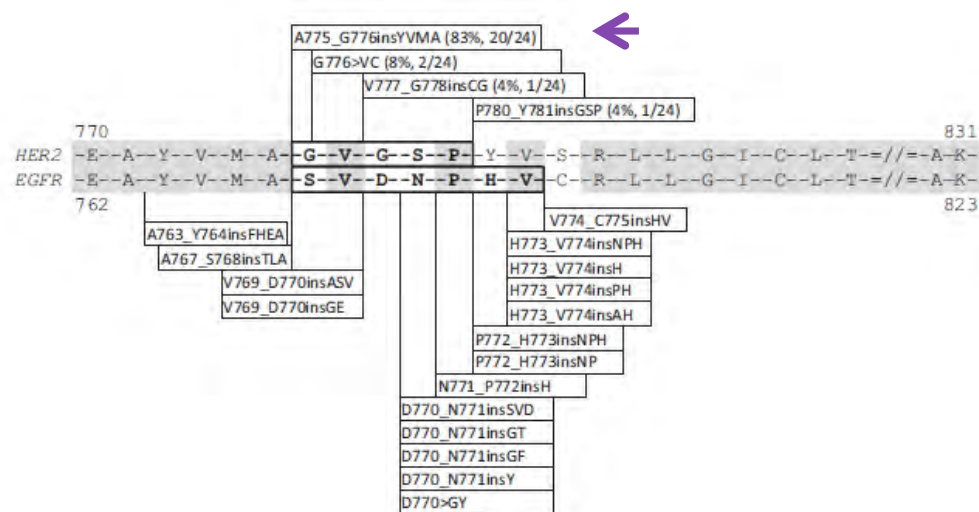 A775_G776insYVMA (83%, 20/24)
G776>VC (8%, 2/24)
V777_G778insCG (4%, 1/24)
P780_Y781insGSP (4%, 1/24)
770 831
HER2 -E--A--Y--V--M--A--G--V--G--S--P--Y--V--S--R--L--L--G--I--C--L--T-=//=-A-K-
EGFR -E--A--Y--V--M--A--S--V--D--N--P--H--V--C--R--L--L--G--I--C--L--T-=//=-A-K-
762 823
V774_C775insHV
A763_Y764insFHEA
H773_V774insNPH
A767_S768insTLA
H773_V774insH
V769_D770insASV
H773_V774insPH
V769_D770insGE
H773_V774insAH
P772_H773insNPH
P772_H773insNP
N771_P772insH
D770_N771insSVD
D770_N771insGT
D770_N771insGF
D770_N771insY
D770>GY